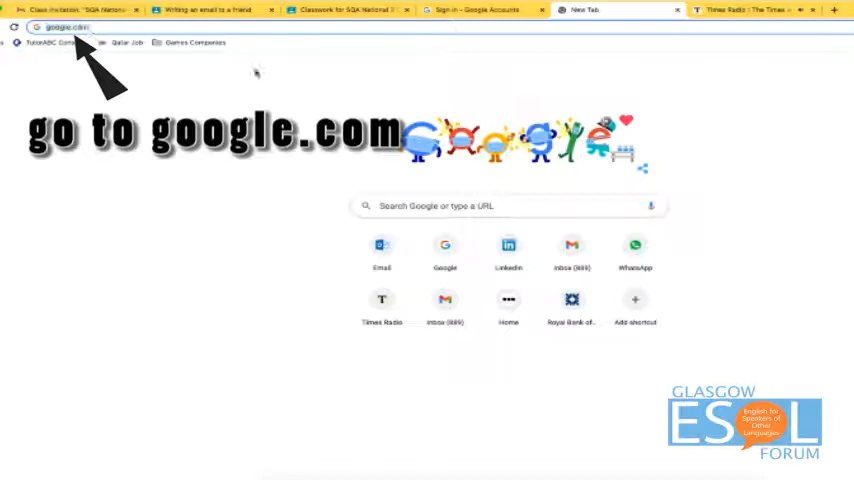 Class invitation: "SQA Nation
Writing an email to a friend
Classwork for SQA National 3
Sign in - Google Accounts
New Tab
Times Radio | The Times
google.com
TutorABC
Qatar Job
Games Companies
go to google.com
Search Google or type a URL
Email
Google
LinkedIn
Inbox (889)
WhatsApp
T
Times Radio
Inbox (889)
Home
Royal Bank of...
Add shortcut
GLASGOW
ESOL
English for
Speakers of
Other
Languages
FORUM